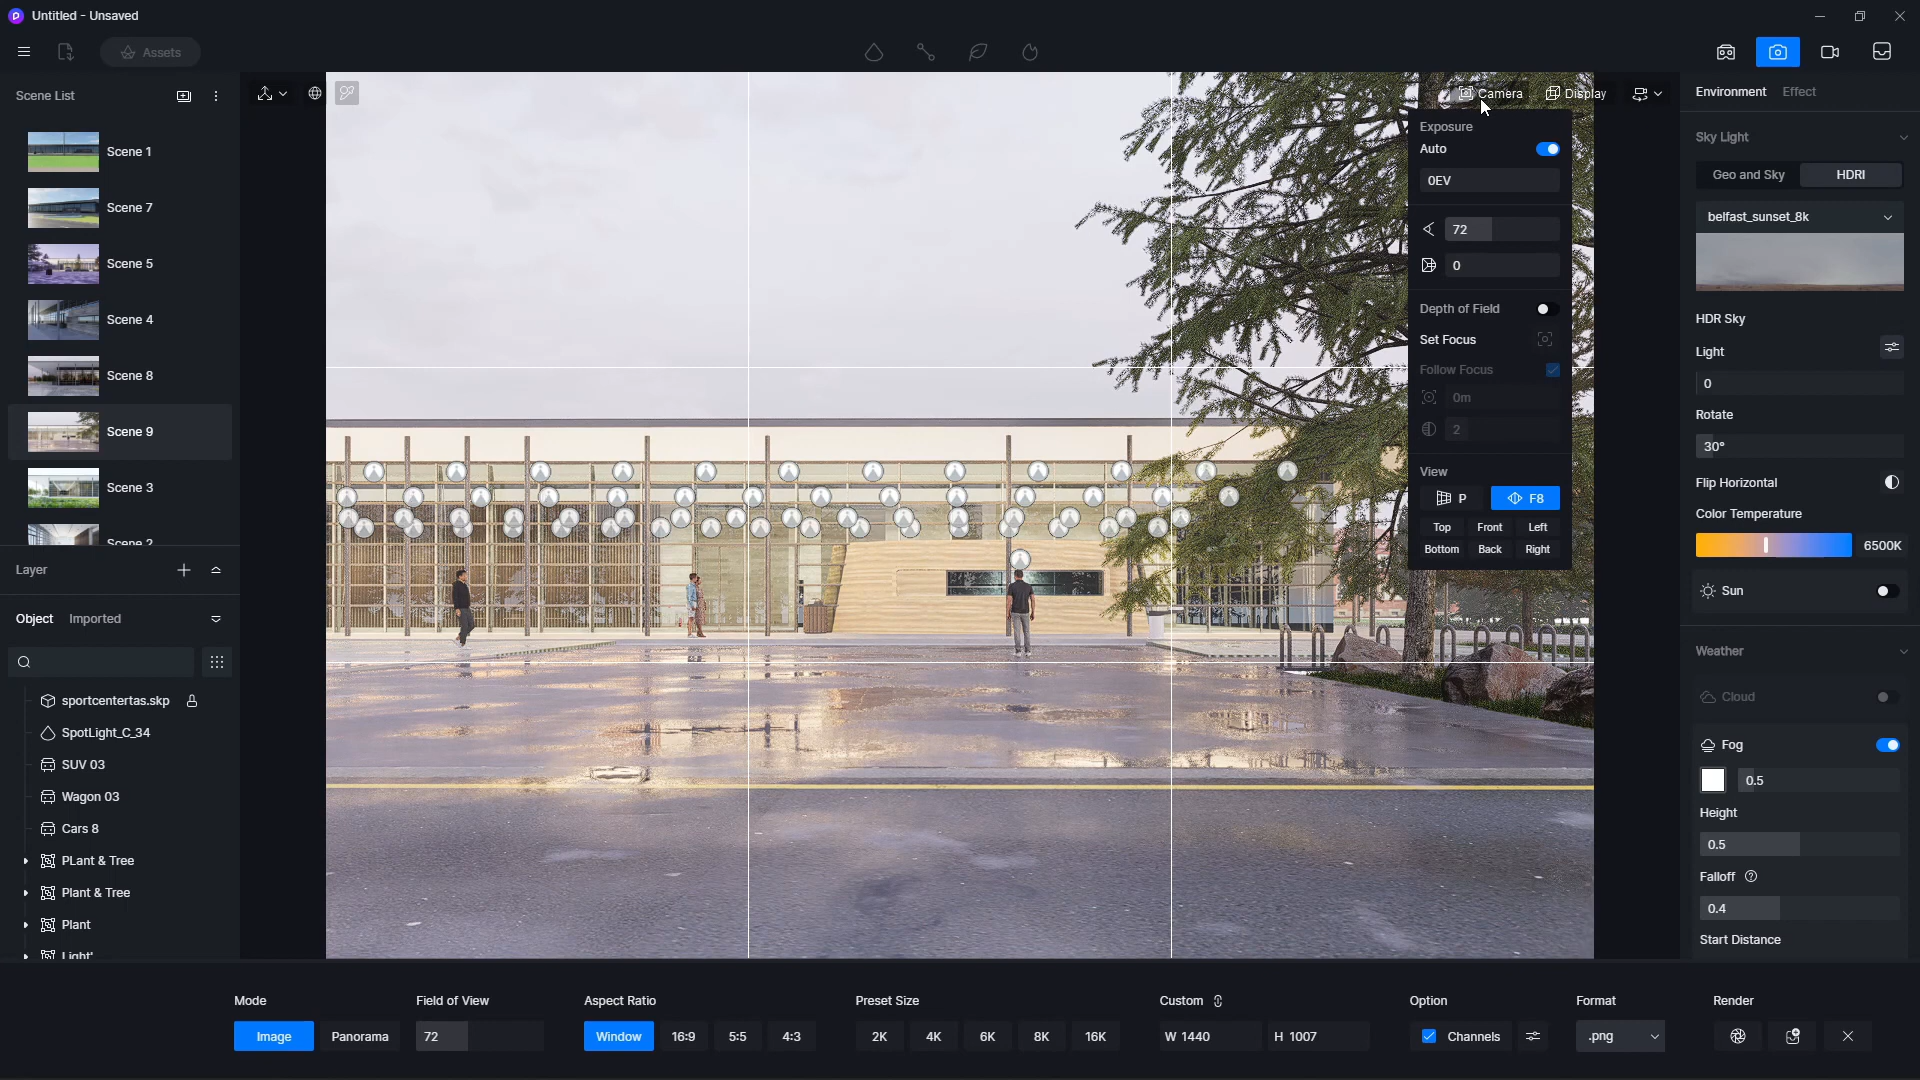 Untitled - Unsaved
Assets
Scene List
Scene 1
Scene 7
Scene 5
Scene 4
Scene 8
Scene 9
Scene 3
Scene 2
Layer
Object Imported
sportcentertas.skp
SpotLight_C_34
SUV 03
Wagon 03
Cars 8
PLant & Tree
Plant & Tree
Plant
Light'
Camera Display
Exposure
Auto
0EV
72
0
Depth of Field
Set Focus
Follow Focus
0m
2
View
P F8
Top Front Left
Bottom Back Right
Environment Effect
Sky Light
Geo and Sky HDRI
belfast_sunset_8k
HDR Sky
Light
0
Rotate
30°
Flip Horizontal
Color Temperature
6500K
Sun
Weather
Cloud
Fog
0.5
Height
0.5
Falloff
0.4
Start Distance
Mode Field of View Aspect Ratio Preset Size Custom Option Format Render
Image Panorama 72 Window 16:9 5:5 4:3 2K 4K 6K 8K 16K W 1440 H 1007 Channels .png